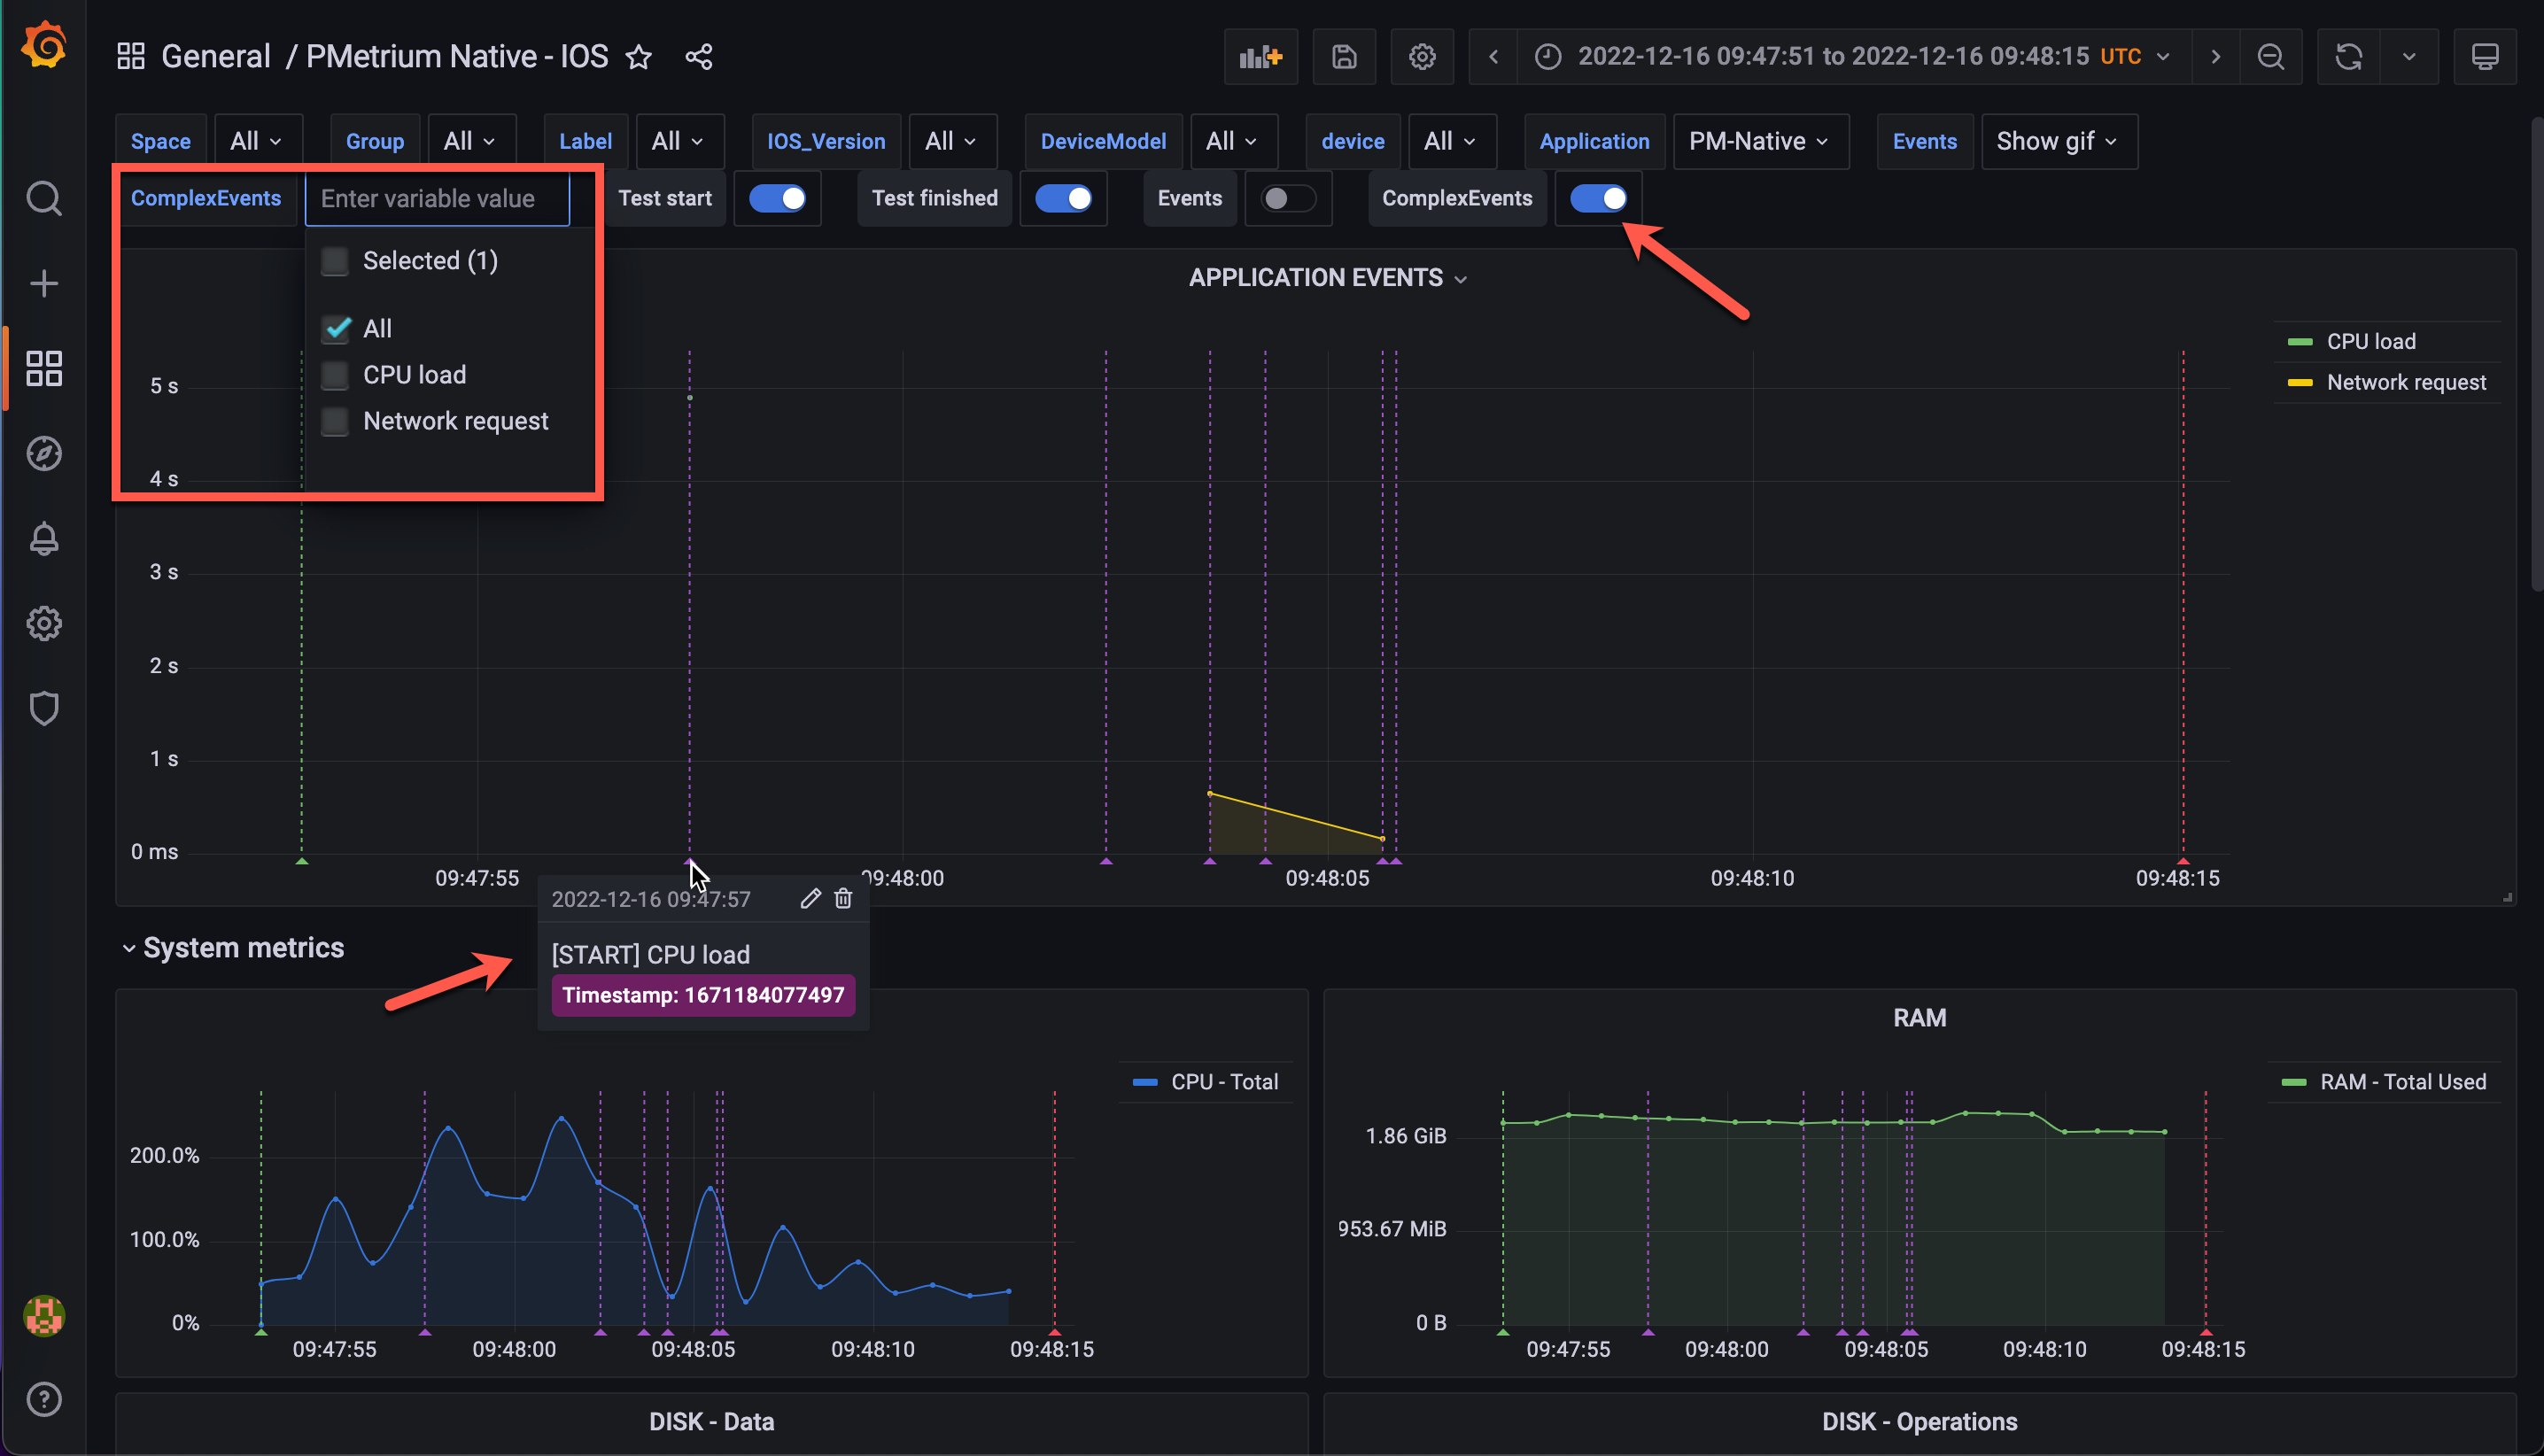 General / PMetrium Native - IOS
2022-12-16 09:47:51 to 2022-12-16 09:48:15 UTC
Space All Group All Label All IOS_Version All DeviceModel All device All Application PM-Native Events Show gif
ComplexEvents Enter variable value Test start Test finished Events ComplexEvents
Selected (1)
All
CPU load
Network request
APPLICATION EVENTS
CPU load
Network request
5 s
4 s
3 s
2 s
1 s
0 ms
09:47:55 09:48:00 09:48:05 09:48:10 09:48:15
2022-12-16 09:47:57
[START] CPU load
Timestamp: 1671184077497
System metrics
CPU - Total
200.0%
100.0%
0%
09:47:55 09:48:00 09:48:05 09:48:10 09:48:15
RAM
RAM - Total Used
1.86 GiB
953.67 MiB
0 B
09:47:55 09:48:00 09:48:05 09:48:10 09:48:15
DISK - Data
DISK - Operations